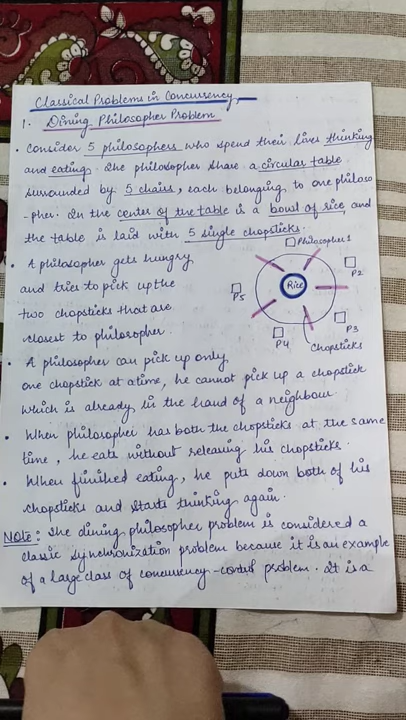 Classical Problems in Concurrency
1. Dining Philosopher Problem
• Consider 5 philosophers who spend their lives thinking
and eating. The philosopher share a circular table
surrounded by 5 chairs, each belonging to one philoso
-pher. In the center of the table is a bowl of rice, and
the table is laid with 5 single chopsticks.
• A philosopher gets hungry
and tries to pick up the
two chopsticks that are
closest to philosopher.
Philosopher 1
P2
Rice
P5
P3
P4
Chopsticks
• A philosopher can pick up only
one chopstick at a time, he cannot pick up a chopstick
which is already in the hand of a neighbour.
• When philosopher has both the chopsticks at the same
time, he eats without releasing his chopsticks.
• When finished eating, he puts down both of his
chopsticks and starts thinking again.
Note: The dining philosopher problem is considered a
classic synchronization problem because it is an example
of a large class of concurrency-control problem. It is a